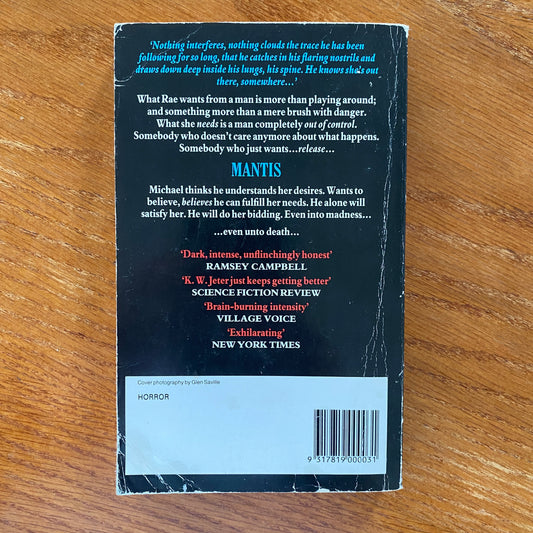 ‘Nothing interferes, nothing clouds the trace he has been
following for so long, that he catches in his flaring nostrils and
draws down deep inside his lungs, his spine. He knows she's out
there, somewhere...’
What Rae wants from a man is more than playing around;
and something more than a mere brush with danger.
What she needs is a man completely out of control.
Somebody who doesn't care anymore about what happens.
Somebody who just wants...release...
MANTIS
Michael thinks he understands her desires. Wants to
believe, believes he can fulfill her needs. He alone will
satisfy her. He will do her bidding. Even into madness...
...even unto death...
‘Dark, intense, unflinchingly honest’
RAMSEY CAMPBELL
‘K. W. Jeter just keeps getting better’
SCIENCE FICTION REVIEW
‘Brain-burning intensity’
VILLAGE VOICE
‘Exhilarating’
NEW YORK TIMES
Cover photography by Glen Saville
HORROR
9 317819 000031